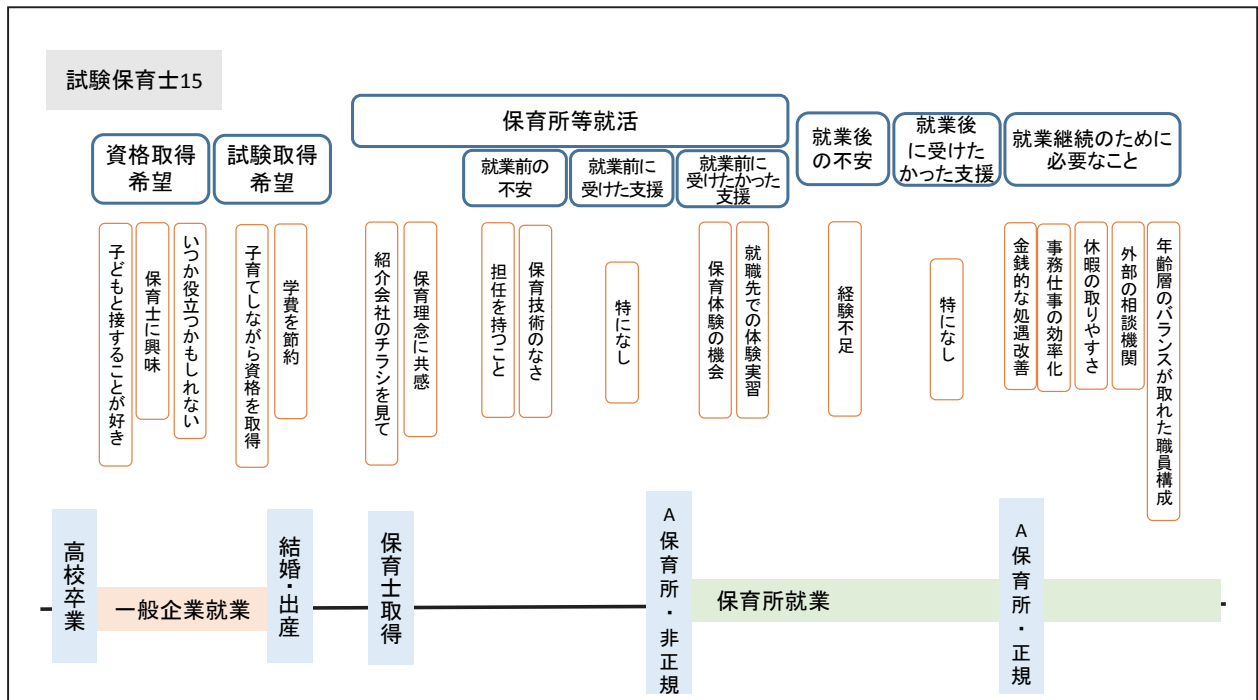 試験保育士15
保育所等就活
資格取得
希望
試験取得
希望
就業前の
不安
就業前に
受けた支援
就業前に
受けたかった
支援
就業後
の不安
就業後
に受けた
かった支援
就業継続のために
必要なこと
子どもと接することが好き
保育士に興味
いつか役立つかもしれない
子育てしながら資格を取得
学費を節約
紹介会社のチラシを見て
保育理念に共感
担任を持つこと
保育技術のなさ
特になし
保育体験の機会
就職先での体験実習
経験不足
特になし
金銭的な処遇改善
事務仕事の効率化
休暇の取りやすさ
外部の相談機関
年齢層のバランスが取れた職員構成
高校卒業
一般企業就業
結婚・出産
保育士取得
A保育所・非正規
保育所就業
A保育所・正規